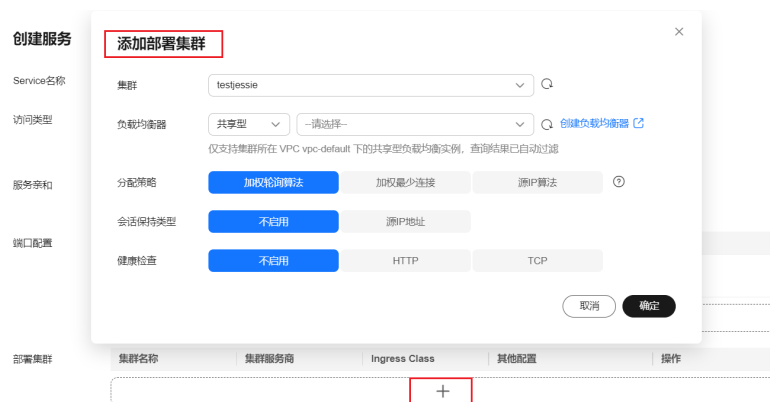 创建服务
添加部署集群
Service名称
集群
testjessie
访问类型
负载均衡器
共享型
--请选择--
创建负载均衡器
仅支持集群所在 VPC vpc-default 下的共享型负载均衡实例，查询结果已自动过滤
服务亲和
分配策略
加权轮询算法
加权最少连接
源IP算法
会话保持类型
不启用
源IP地址
端口配置
健康检查
不启用
HTTP
TCP
取消
确定
部署集群
集群名称
集群服务商
Ingress Class
其他配置
操作